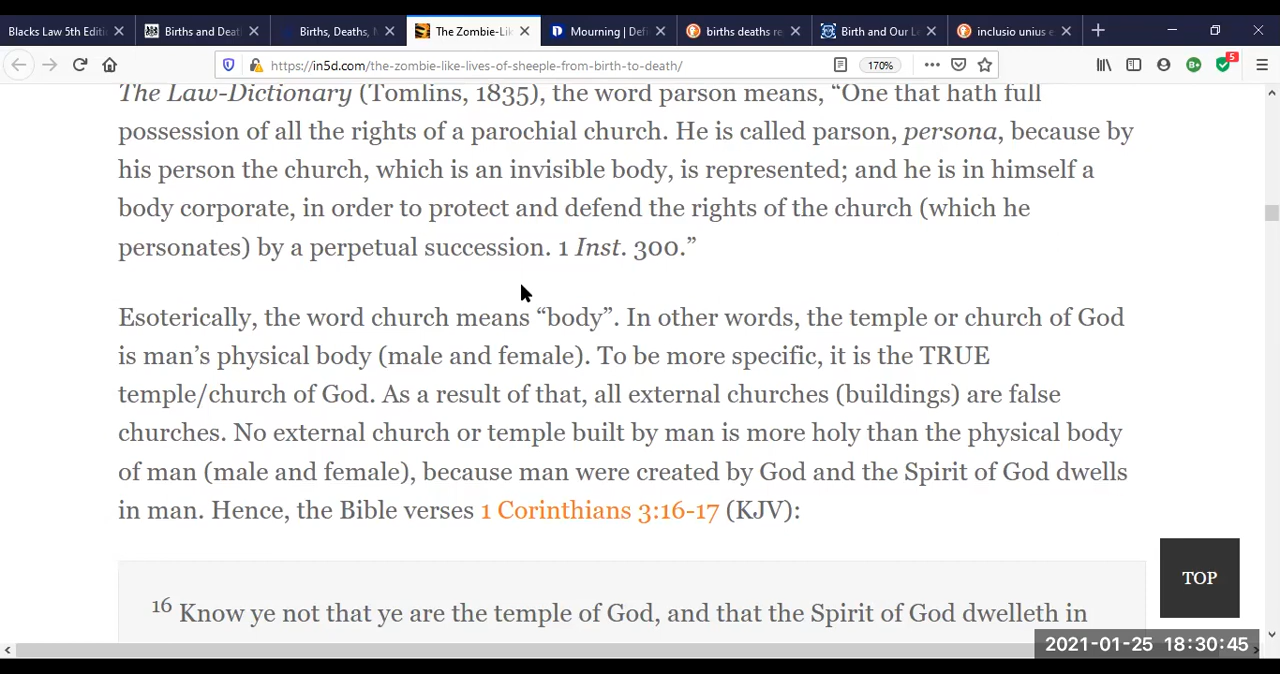 Blacks Law 5th Editi
Births and Deat
Births, Deaths, M
The Zombie-Lik
Mourning | Defi
births deaths re
Birth and Our Le
inclusio unius e
https://in5d.com/the-zombie-like-lives-of-sheeple-from-birth-to-death/
170%
5
The Law-Dictionary (Tomlins, 1835), the word parson means, “One that hath full
possession of all the rights of a parochial church. He is called parson, persona, because by
his person the church, which is an invisible body, is represented; and he is in himself a
body corporate, in order to protect and defend the rights of the church (which he
personates) by a perpetual succession. 1 Inst. 300.”
Esoterically, the word church means “body”. In other words, the temple or church of God
is man’s physical body (male and female). To be more specific, it is the TRUE
temple/church of God. As a result of that, all external churches (buildings) are false
churches. No external church or temple built by man is more holy than the physical body
of man (male and female), because man were created by God and the Spirit of God dwells
in man. Hence, the Bible verses 1 Corinthians 3:16-17 (KJV):
TOP
16 Know ye not that ye are the temple of God, and that the Spirit of God dwelleth in
2021-01-25 18:30:45